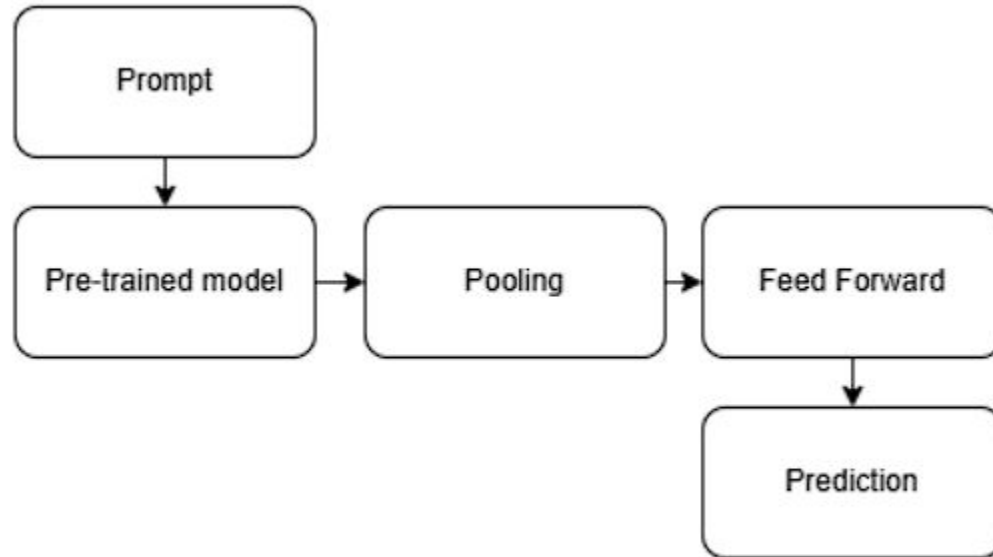 Prompt
Pre-trained model
Pooling
Feed Forward
Prediction